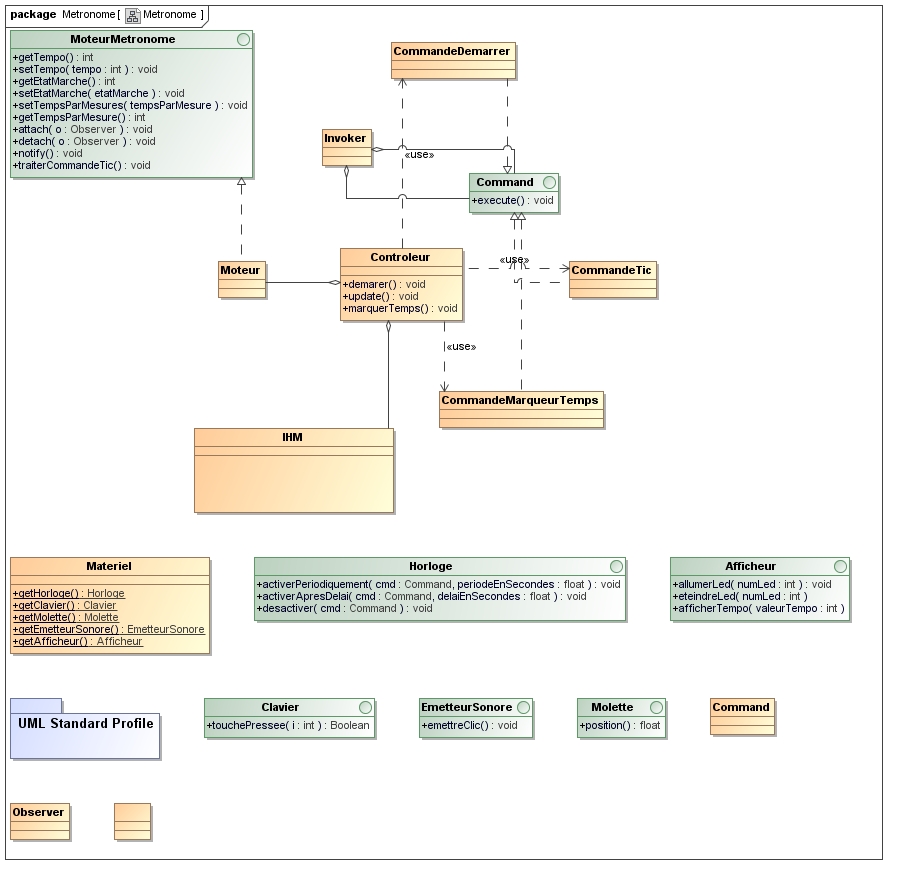 package Metronome [ Metronome ]
MoteurMetronome
+getTempo() : int
+setTempo( tempo : int ) : void
+getEtatMarche() : int
+setEtatMarche( etatMarche ) : void
+setTempsParMesures( tempsParMesure ) : void
+getTempsParMesure() : int
+attach( o : Observer ) : void
+detach( o : Observer ) : void
+notify() : void
+traiterCommandeTic() : void
CommandeDemarrer
Invoker
«use»
Command
+execute() : void
Moteur
Controleur
+demarer() : void
+update() : void
+marquerTemps() : void
«use»
CommandeTic
«use»
CommandeMarqueurTemps
IHM
Materiel
+getHorloge() : Horloge
+getClavier() : Clavier
+getMolette() : Molette
+getEmetteurSonore() : EmetteurSonore
+getAfficheur() : Afficheur
Horloge
+activerPeriodiquement( cmd : Command, periodeEnSecondes : float ) : void
+activerApresDelai( cmd : Command, delaiEnSecondes : float ) : void
+desactiver( cmd : Command ) : void
Afficheur
+allumerLed( numLed : int ) : void
+eteindreLed( numLed : int )
+afficherTempo( valeurTempo : int )
UML Standard Profile
Clavier
+touchePressee( i : int ) : Boolean
EmetteurSonore
+emettreClic() : void
Molette
+position() : float
Command
Observer